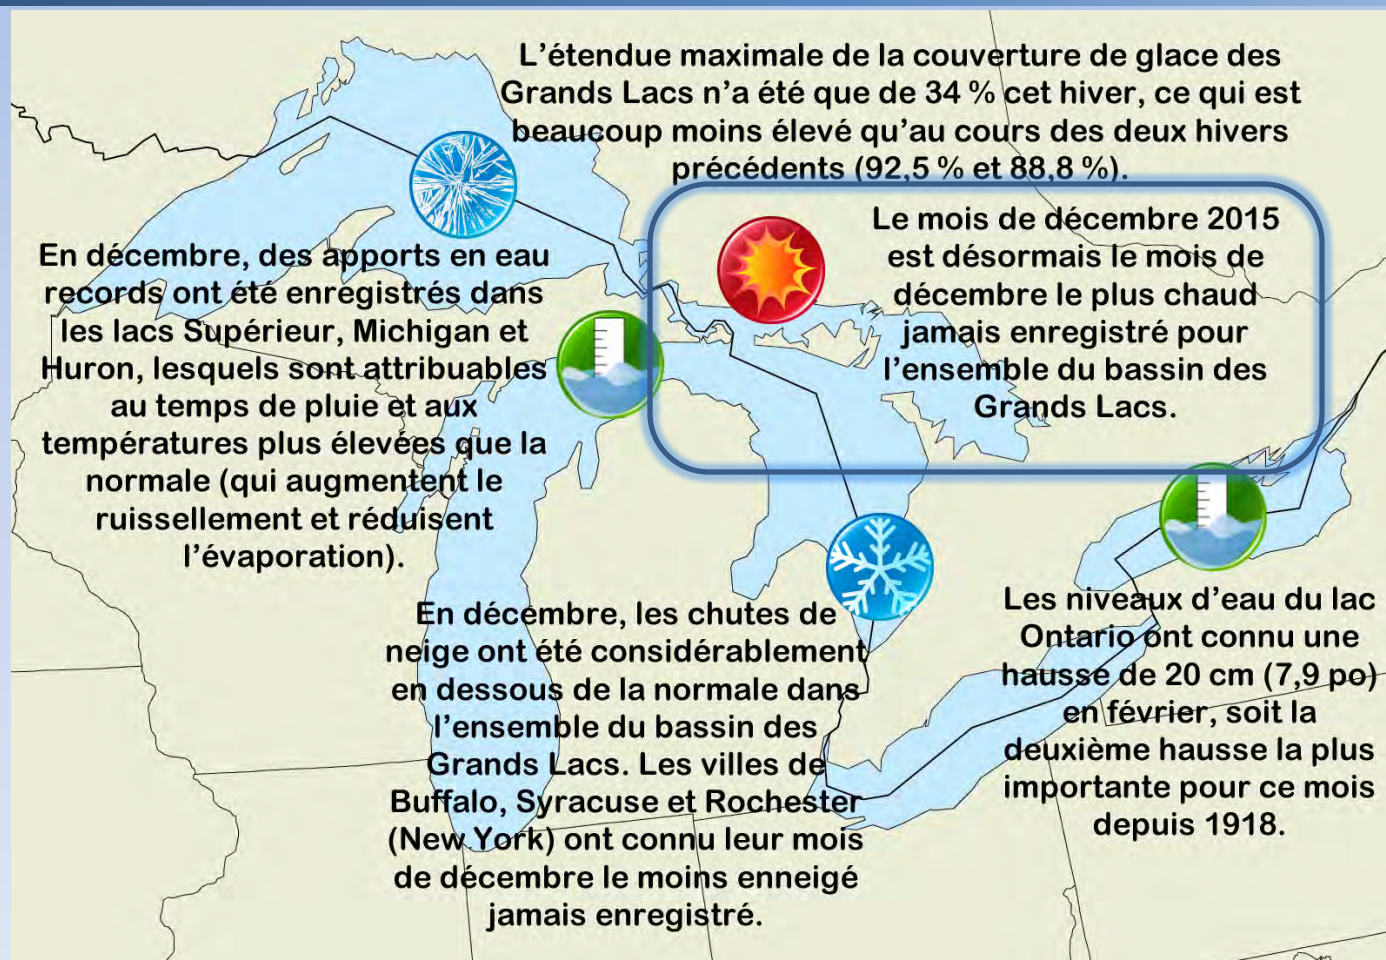 L’étendue maximale de la couverture de glace des
Grands Lacs n’a été que de 34 % cet hiver, ce qui est
beaucoup moins élevé qu’au cours des deux hivers
précédents (92,5 % et 88,8 %).
Le mois de décembre 2015
est désormais le mois de
décembre le plus chaud
jamais enregistré pour
l’ensemble du bassin des
Grands Lacs.
En décembre, des apports en eau
records ont été enregistrés dans
les lacs Supérieur, Michigan et
Huron, lesquels sont attribuables
au temps de pluie et aux
températures plus élevées que la
normale (qui augmentent le
ruissellement et réduisent
l’évaporation).
En décembre, les chutes de
neige ont été considérablement
en dessous de la normale dans
l’ensemble du bassin des
Grands Lacs. Les villes de
Buffalo, Syracuse et Rochester
(New York) ont connu leur mois
de décembre le moins enneigé
jamais enregistré.
Les niveaux d’eau du lac
Ontario ont connu une
hausse de 20 cm (7,9 po)
en février, soit la
deuxième hausse la plus
importante pour ce mois
depuis 1918.